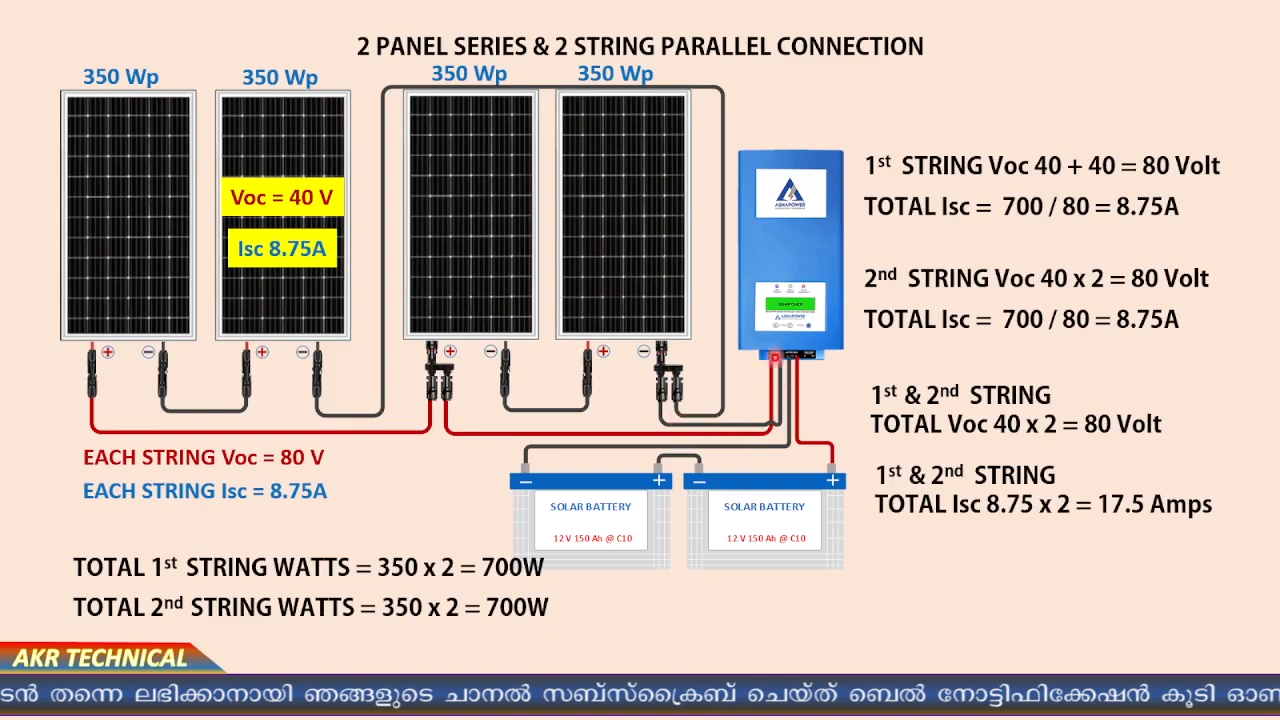 2 PANEL SERIES & 2 STRING PARALLEL CONNECTION
350 Wp
350 Wp
350 Wp
350 Wp
Voc = 40 V
Isc 8.75A
ASHAPOWER
ASHAPOWER
1st STRING Voc 40 + 40 = 80 Volt
TOTAL Isc = 700 / 80 = 8.75A
2nd STRING Voc 40 x 2 = 80 Volt
TOTAL Isc = 700 / 80 = 8.75A
1st & 2nd STRING
TOTAL Voc 40 x 2 = 80 Volt
1st & 2nd STRING
TOTAL Isc 8.75 x 2 = 17.5 Amps
+
−
+
−
+
−
+
−
EACH STRING Voc = 80 V
EACH STRING Isc = 8.75A
−
+
−
+
SOLAR BATTERY
12 V 150 Ah @ C10
SOLAR BATTERY
12 V 150 Ah @ C10
TOTAL 1st STRING WATTS = 350 x 2 = 700W
TOTAL 2nd STRING WATTS = 350 x 2 = 700W
AKR TECHNICAL
ടൻ തന്നെ ലഭിക്കാനായി ഞങ്ങളുടെ ചാനൽ സബ്സ്ക്രൈബ് ചെയ്ത് ബെൽ നോട്ടിഫിക്കേഷൻ കൂടി ഓണ